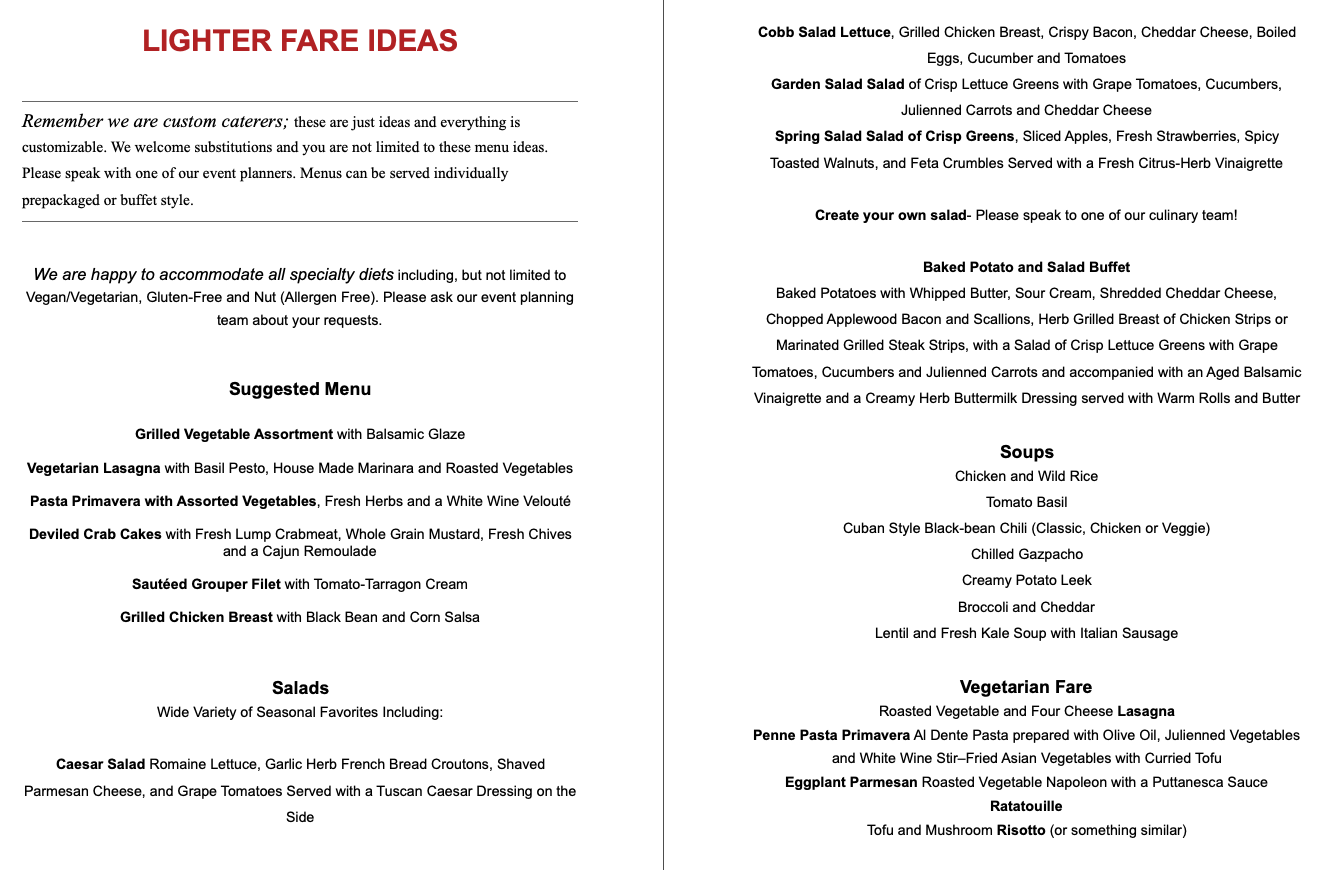 LIGHTER FARE IDEAS
Remember we are custom caterers; these are just ideas and everything is
customizable. We welcome substitutions and you are not limited to these menu ideas.
Please speak with one of our event planners. Menus can be served individually
prepackaged or buffet style.
We are happy to accommodate all specialty diets including, but not limited to
Vegan/Vegetarian, Gluten-Free and Nut (Allergen Free). Please ask our event planning
team about your requests.
Suggested Menu
Grilled Vegetable Assortment with Balsamic Glaze
Vegetarian Lasagna with Basil Pesto, House Made Marinara and Roasted Vegetables
Pasta Primavera with Assorted Vegetables, Fresh Herbs and a White Wine Velouté
Deviled Crab Cakes with Fresh Lump Crabmeat, Whole Grain Mustard, Fresh Chives
and a Cajun Remoulade
Sautéed Grouper Filet with Tomato-Tarragon Cream
Grilled Chicken Breast with Black Bean and Corn Salsa
Salads
Wide Variety of Seasonal Favorites Including:
Caesar Salad Romaine Lettuce, Garlic Herb French Bread Croutons, Shaved
Parmesan Cheese, and Grape Tomatoes Served with a Tuscan Caesar Dressing on the
Side
Cobb Salad Lettuce, Grilled Chicken Breast, Crispy Bacon, Cheddar Cheese, Boiled
Eggs, Cucumber and Tomatoes
Garden Salad Salad of Crisp Lettuce Greens with Grape Tomatoes, Cucumbers,
Julienned Carrots and Cheddar Cheese
Spring Salad Salad of Crisp Greens, Sliced Apples, Fresh Strawberries, Spicy
Toasted Walnuts, and Feta Crumbles Served with a Fresh Citrus-Herb Vinaigrette
Create your own salad- Please speak to one of our culinary team!
Baked Potato and Salad Buffet
Baked Potatoes with Whipped Butter, Sour Cream, Shredded Cheddar Cheese,
Chopped Applewood Bacon and Scallions, Herb Grilled Breast of Chicken Strips or
Marinated Grilled Steak Strips, with a Salad of Crisp Lettuce Greens with Grape
Tomatoes, Cucumbers and Julienned Carrots and accompanied with an Aged Balsamic
Vinaigrette and a Creamy Herb Buttermilk Dressing served with Warm Rolls and Butter
Soups
Chicken and Wild Rice
Tomato Basil
Cuban Style Black-bean Chili (Classic, Chicken or Veggie)
Chilled Gazpacho
Creamy Potato Leek
Broccoli and Cheddar
Lentil and Fresh Kale Soup with Italian Sausage
Vegetarian Fare
Roasted Vegetable and Four Cheese Lasagna
Penne Pasta Primavera Al Dente Pasta prepared with Olive Oil, Julienned Vegetables
and White Wine Stir–Fried Asian Vegetables with Curried Tofu
Eggplant Parmesan Roasted Vegetable Napoleon with a Puttanesca Sauce
Ratatouille
Tofu and Mushroom Risotto (or something similar)